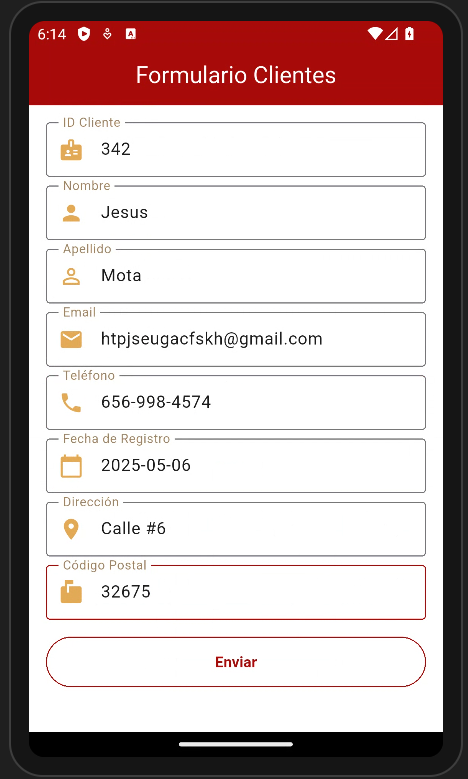 6:14
Formulario Clientes
ID Cliente
342
Nombre
Jesus
Apellido
Mota
Email
htpjseugacfskh@gmail.com
Teléfono
656-998-4574
Fecha de Registro
2025-05-06
Dirección
Calle #6
Código Postal
32675
Enviar